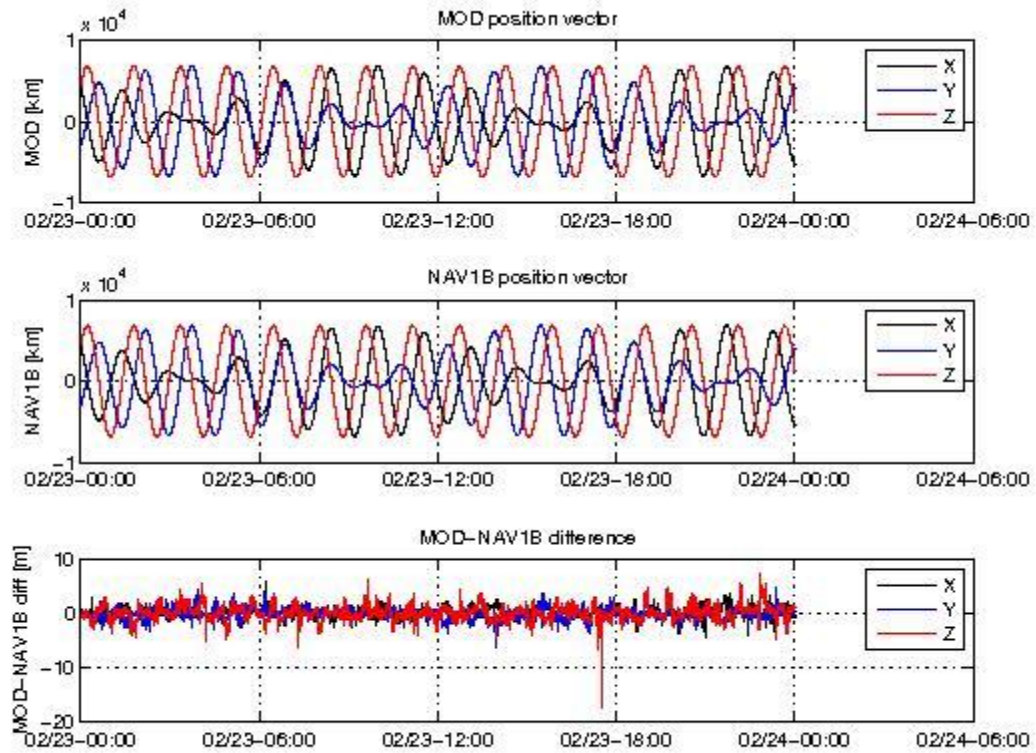 MOD position vector
x 10^4
1
0
-1
MOD [km]
X
Y
Z
02/23-00:00 02/23-06:00 02/23-12:00 02/23-18:00 02/24-00:00 02/24-06:00
NAV1B position vector
x 10^4
1
0
-1
NAV1B [km]
X
Y
Z
02/23-00:00 02/23-06:00 02/23-12:00 02/23-18:00 02/24-00:00 02/24-06:00
MOD-NAV1B difference
10
0
-10
-20
MOD-NAV1B diff [m]
X
Y
Z
02/23-00:00 02/23-06:00 02/23-12:00 02/23-18:00 02/24-00:00 02/24-06:00